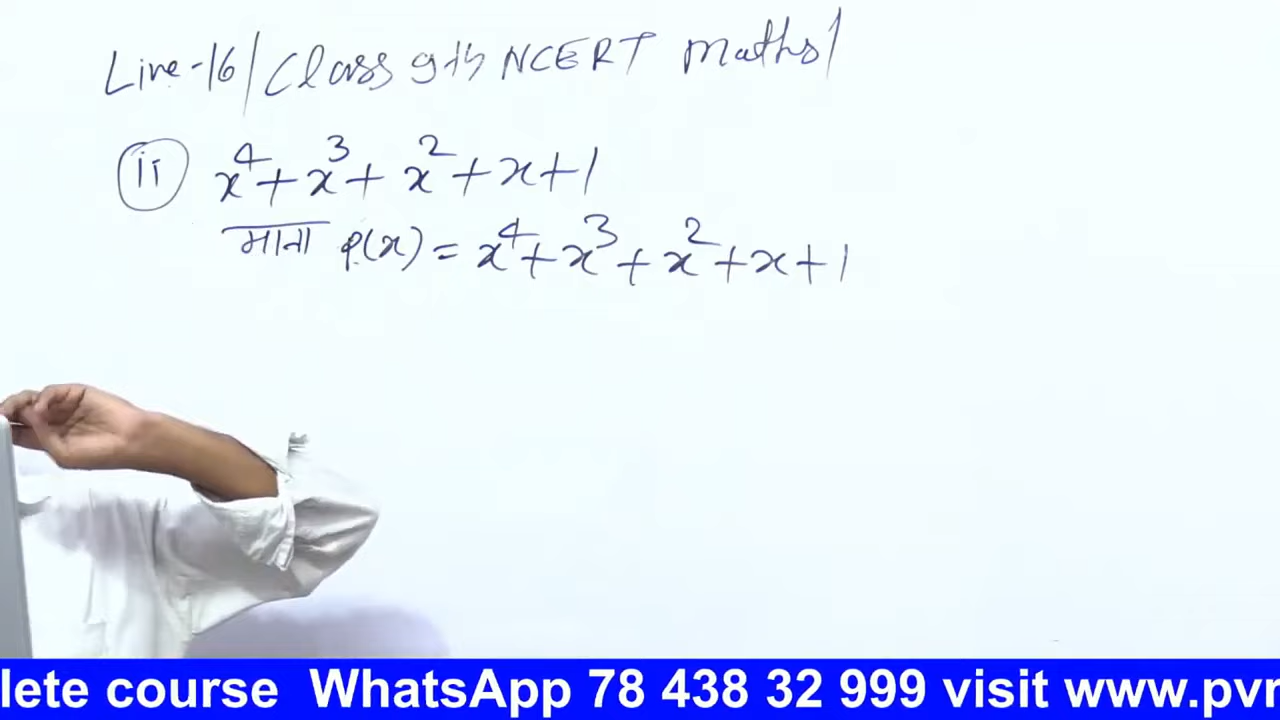 Live-16/Class 9th NCERT Maths/
ii x⁴+x³+x²+x+1
माना p(x) = x⁴+x³+x²+x+1
lete course WhatsApp 78 438 32 999 visit www.pvr